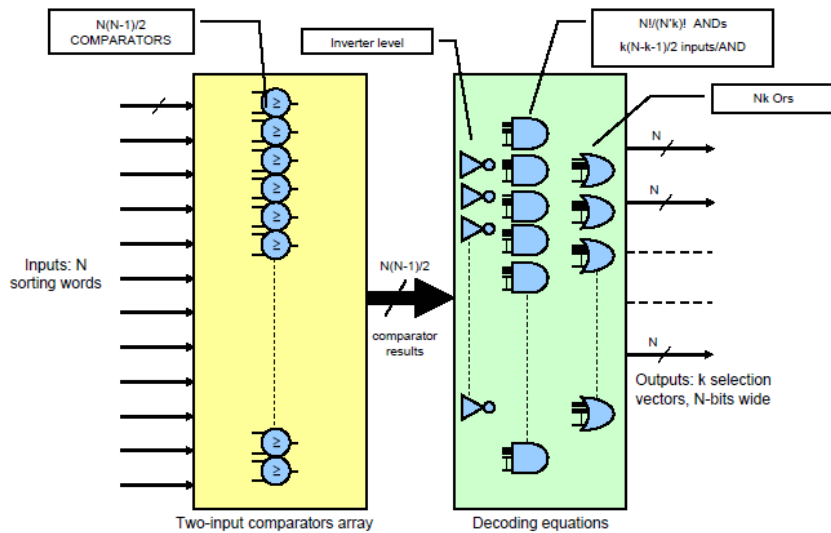 N(N-1)/2
COMPARATORS
Inverter level
N!/(N'k)! ANDs
k(N-k-1)/2 inputs/AND
Nk Ors
≥
≥
≥
≥
≥
≥
N
N
Inputs: N
sorting words
N(N-1)/2
comparator
results
N
Outputs: k selection
vectors, N-bits wide
≥
≥
Two-input comparators array
Decoding equations